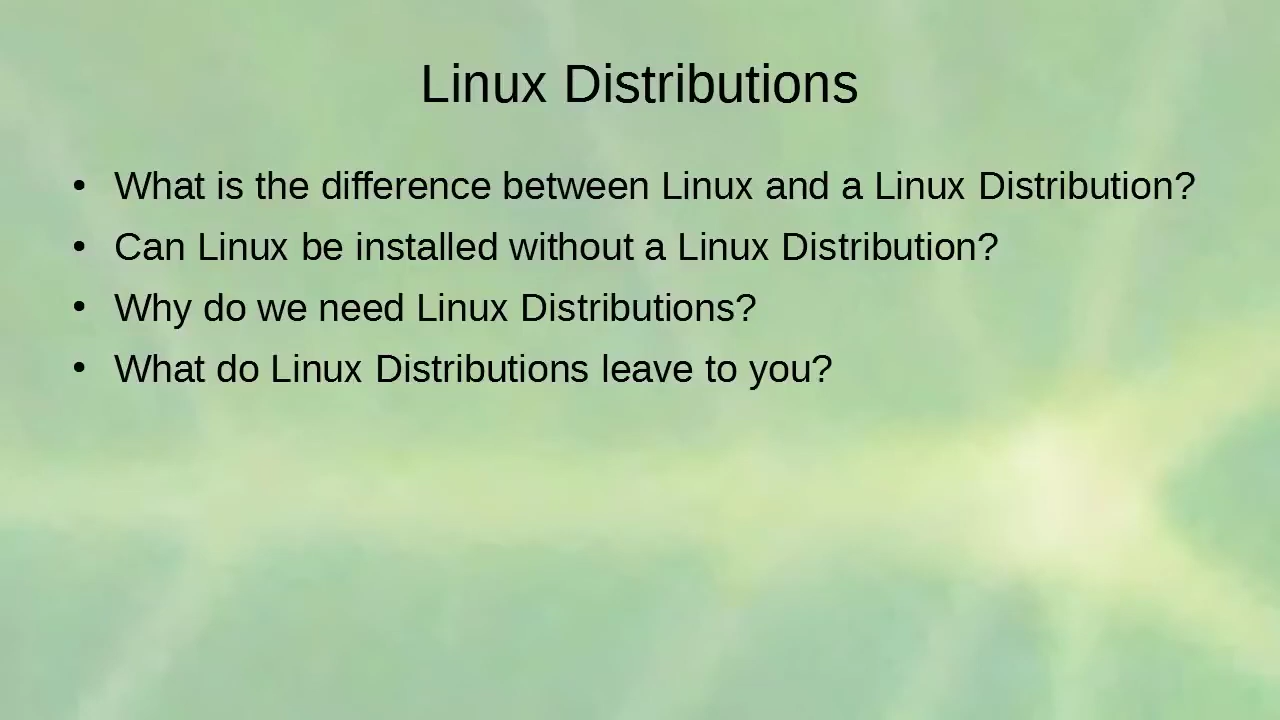 Linux Distributions
• What is the difference between Linux and a Linux Distribution?
• Can Linux be installed without a Linux Distribution?
• Why do we need Linux Distributions?
• What do Linux Distributions leave to you?